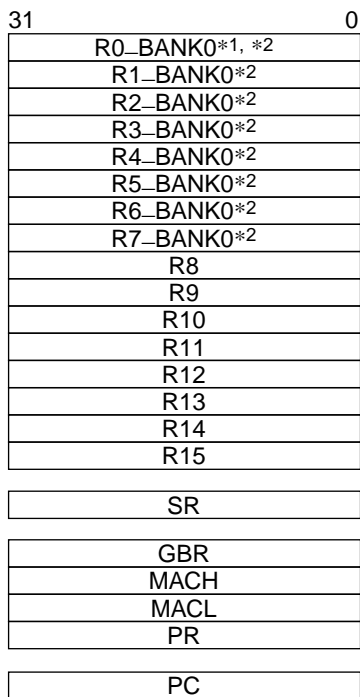 31 0
R0_BANK0*1, *2
R1_BANK0*2
R2_BANK0*2
R3_BANK0*2
R4_BANK0*2
R5_BANK0*2
R6_BANK0*2
R7_BANK0*2
R8
R9
R10
R11
R12
R13
R14
R15
SR
GBR
MACH
MACL
PR
PC